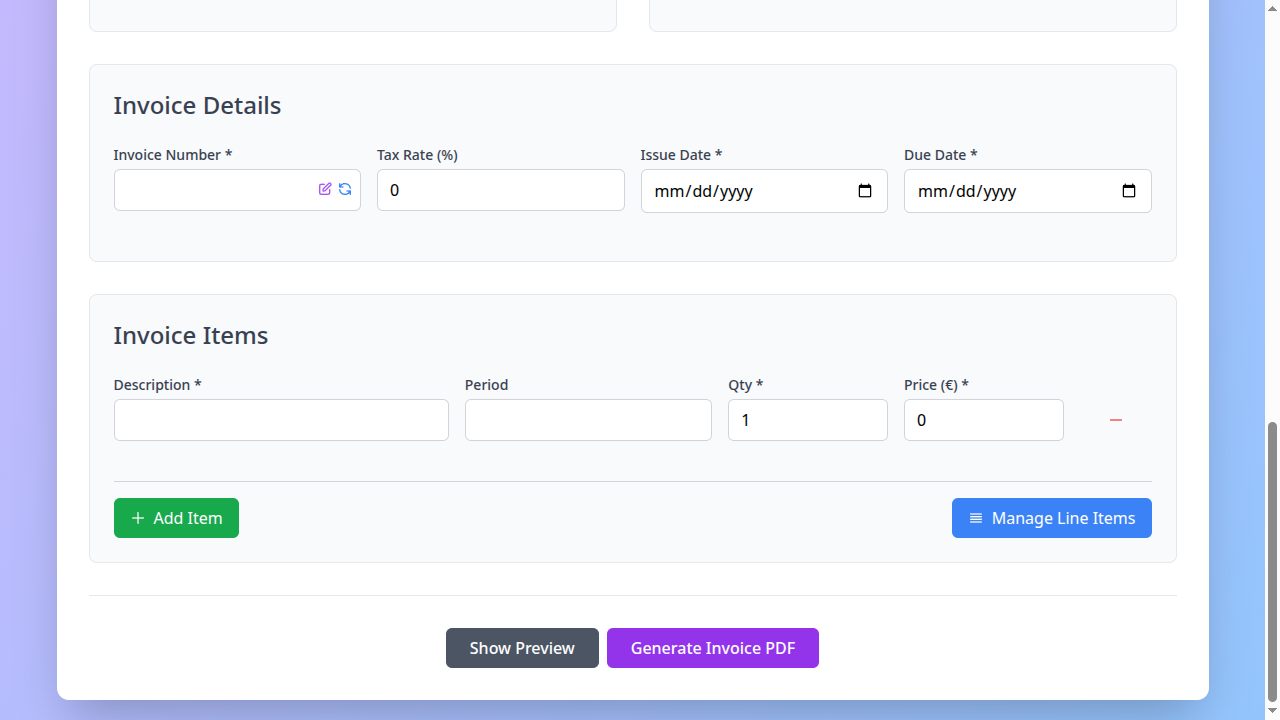 Invoice Details
Invoice Number * Tax Rate (%) Issue Date * Due Date *
0 mm/dd/yyyy mm/dd/yyyy
Invoice Items
Description * Period Qty * Price (€) *
1 0
+ Add Item Manage Line Items
Show Preview Generate Invoice PDF